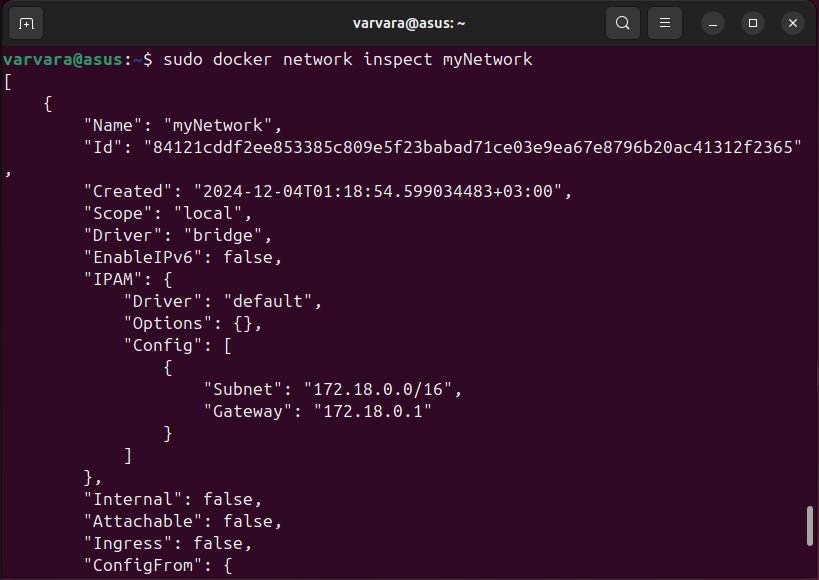 varvara@asus: ~
varvara@asus:~$ sudo docker network inspect myNetwork
[
    {
        "Name": "myNetwork",
        "Id": "84121cddf2ee853385c809e5f23babad71ce03e9ea67e8796b20ac41312f2365"
,
        "Created": "2024-12-04T01:18:54.599034483+03:00",
        "Scope": "local",
        "Driver": "bridge",
        "EnableIPv6": false,
        "IPAM": {
            "Driver": "default",
            "Options": {},
            "Config": [
                {
                    "Subnet": "172.18.0.0/16",
                    "Gateway": "172.18.0.1"
                }
            ]
        },
        "Internal": false,
        "Attachable": false,
        "Ingress": false,
        "ConfigFrom": {